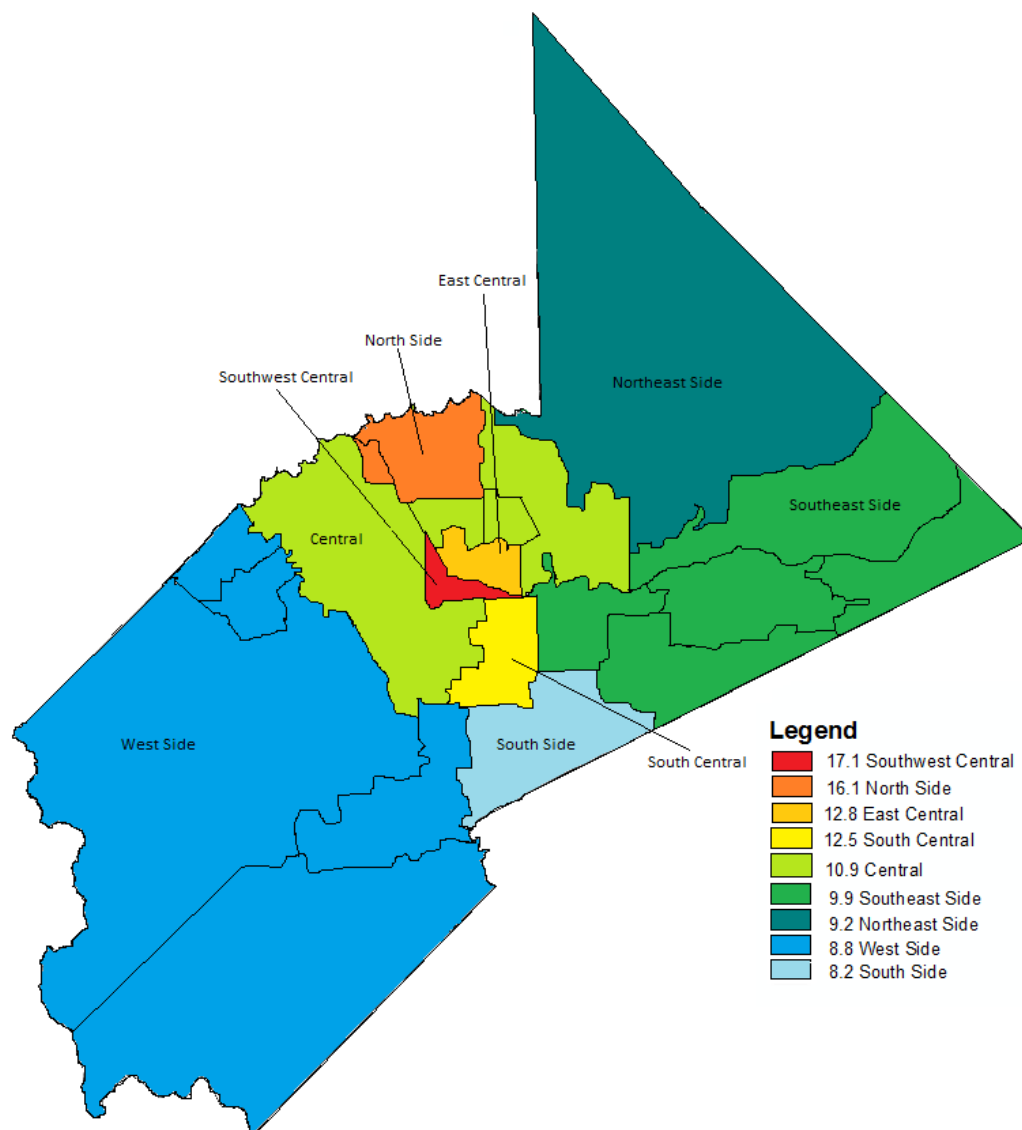 East Central
North Side
Southwest Central
Northeast Side
Southeast Side
Central
West Side
South Side
South Central
Legend
17.1 Southwest Central
16.1 North Side
12.8 East Central
12.5 South Central
10.9 Central
9.9 Southeast Side
9.2 Northeast Side
8.8 West Side
8.2 South Side